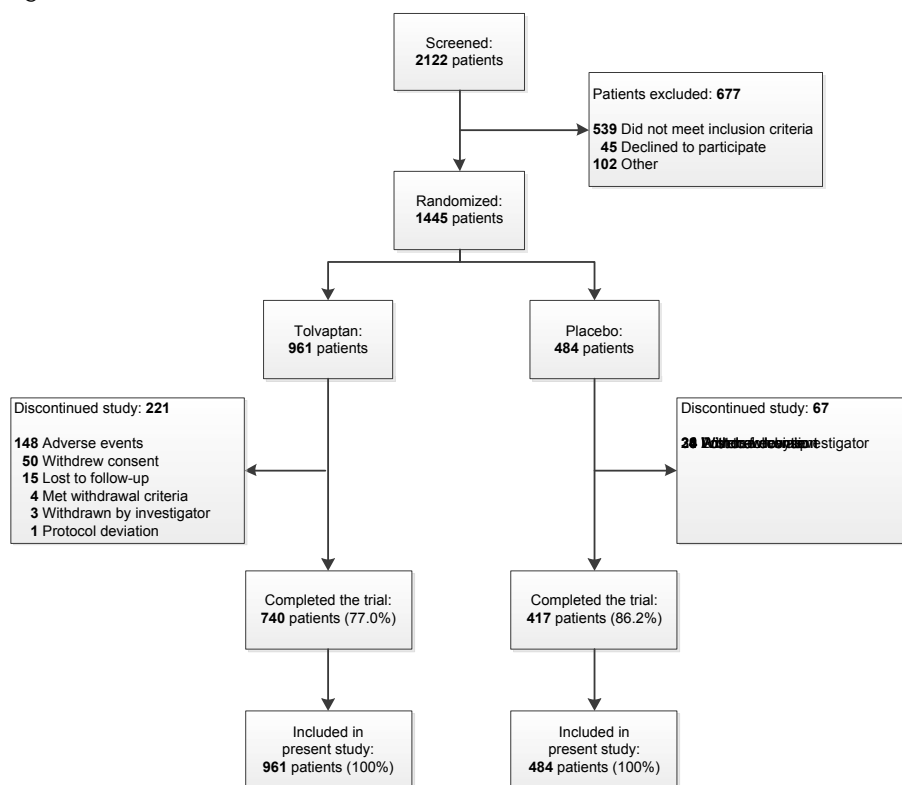 Screened:
2122 patients
Patients excluded: 677
539 Did not meet inclusion criteria
45 Declined to participate
102 Other
Randomized:
1445 patients
Tolvaptan:
961 patients
Placebo:
484 patients
Discontinued study: 221
148 Adverse events
50 Withdrew consent
15 Lost to follow-up
4 Met withdrawal criteria
3 Withdrawn by investigator
1 Protocol deviation
Discontinued study: 67
investigator
Completed the trial:
740 patients (77.0%)
Completed the trial:
417 patients (86.2%)
Included in
present study:
961 patients (100%)
Included in
present study:
484 patients (100%)